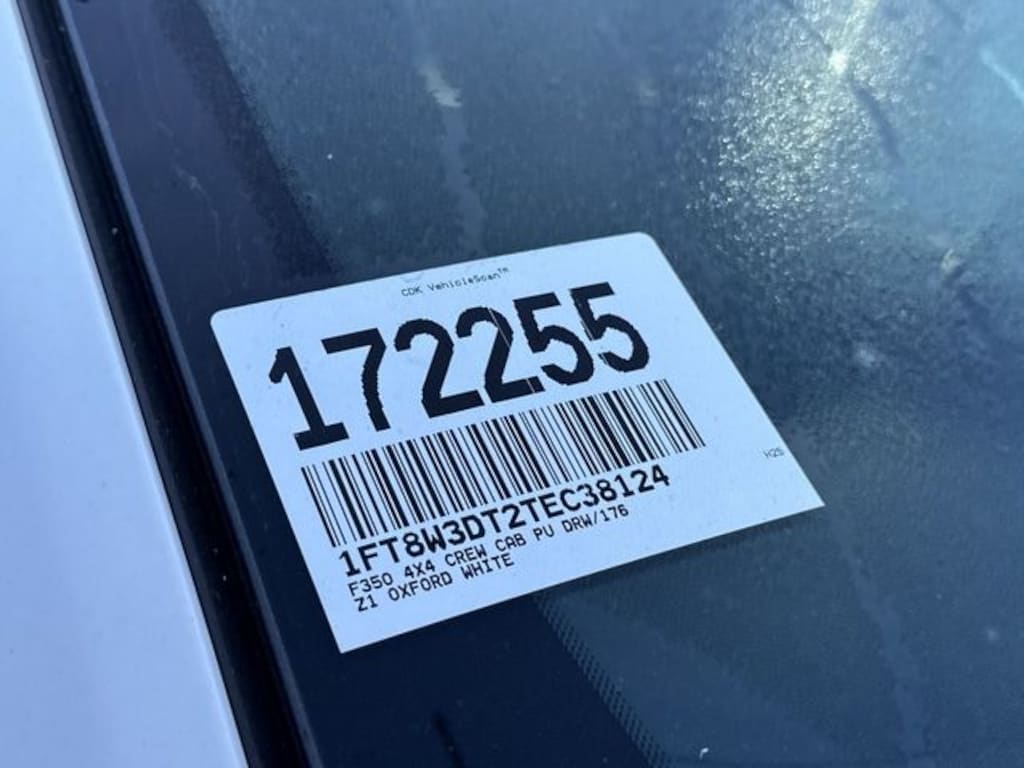 CDK VehicleScan™
172255
1FT8W3DT2TEC38124
F350 4X4 CREW CAB PU DRW/176
Z1 OXFORD WHITE
H25